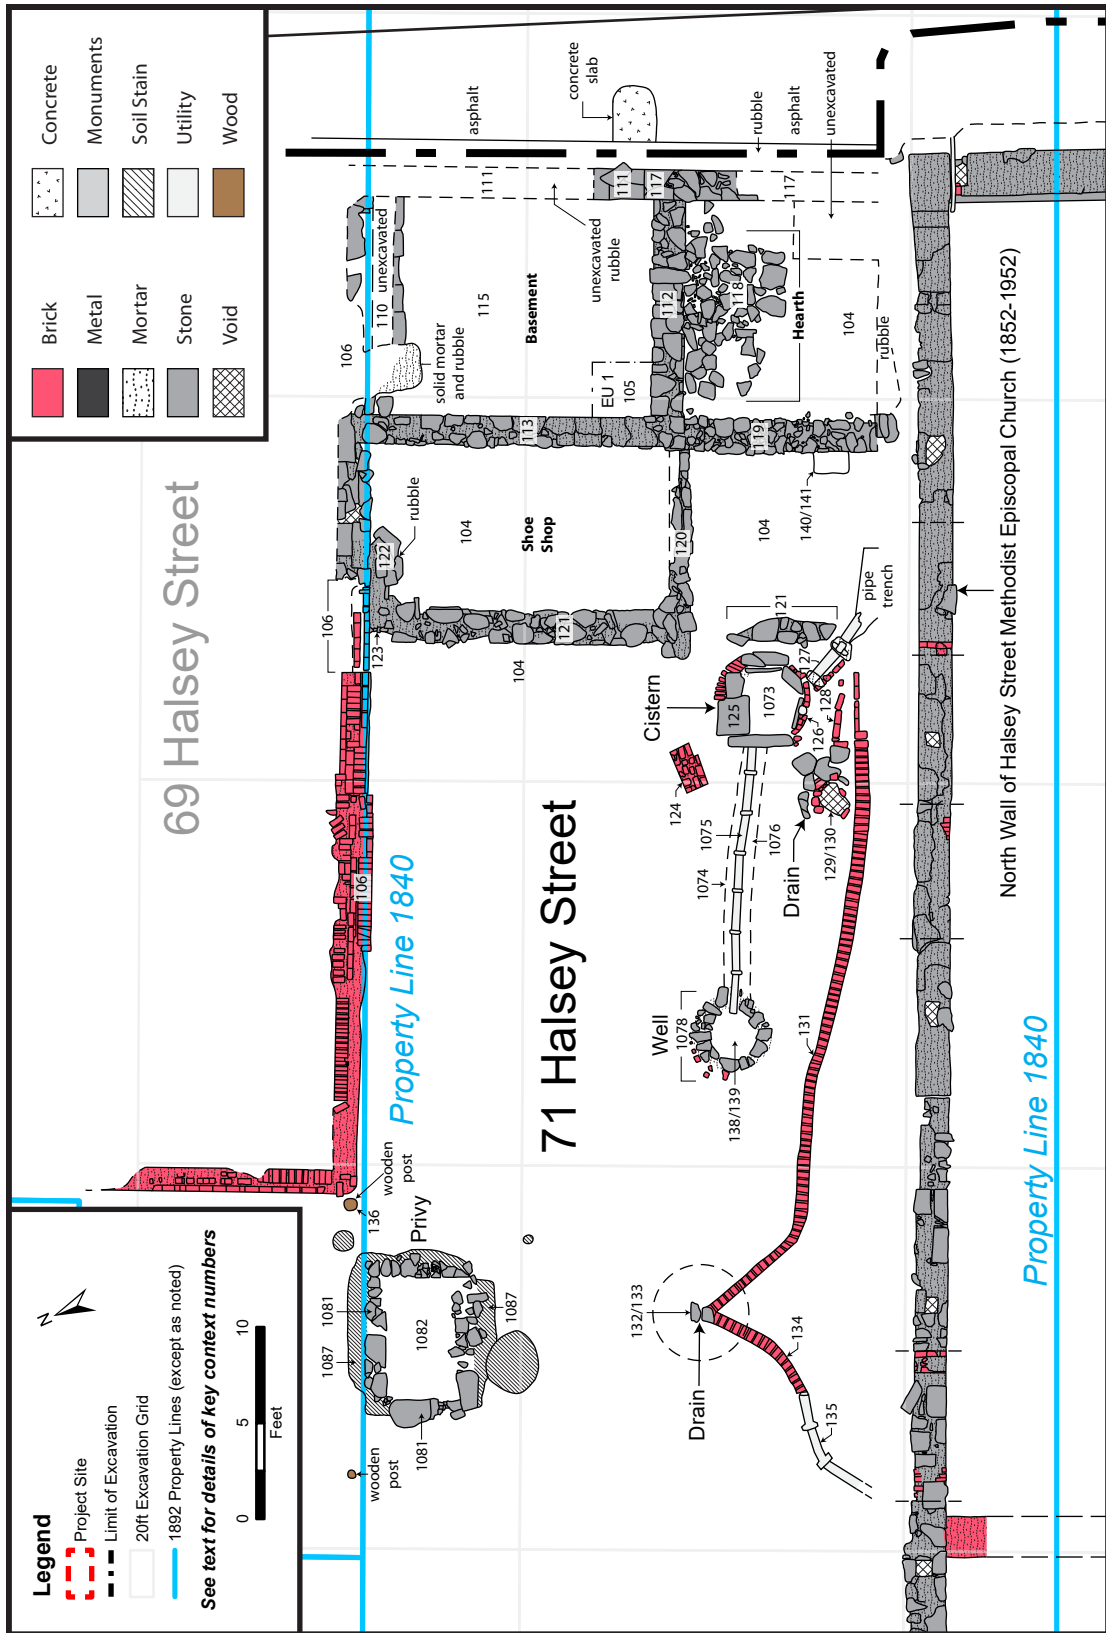 Legend
Project Site
Limit of Excavation
20ft Excavation Grid
1892 Property Lines (except as noted)
See text for details of key context numbers
N
0 5 10
Feet
Brick
Metal
Mortar
Stone
Void
Concrete
Monuments
Soil Stain
Utility
Wood
69 Halsey Street
Property Line 1840
71 Halsey Street
Property Line 1840
North Wall of Halsey Street Methodist Episcopal Church (1852-1952)
wooden
post
1081
1087
1081
1082
1087
Privy
136
wooden
post
106
106
123
122
rubble
104
Shoe
Shop
121
104
120
113
106
110
unexcavated
solid mortar
and rubble
115
Basement
EU 1
105
112
111
unexcavated
rubble
111
117
117
asphalt
concrete
slab
rubble
asphalt
unexcavated
118
Hearth
104
rubble
119
140/141
104
121
pipe
trench
127
128
126
Cistern
125
1073
124
1075
1074
1076
Drain
129/130
Well
1078
138/139
131
132/133
Drain
134
135